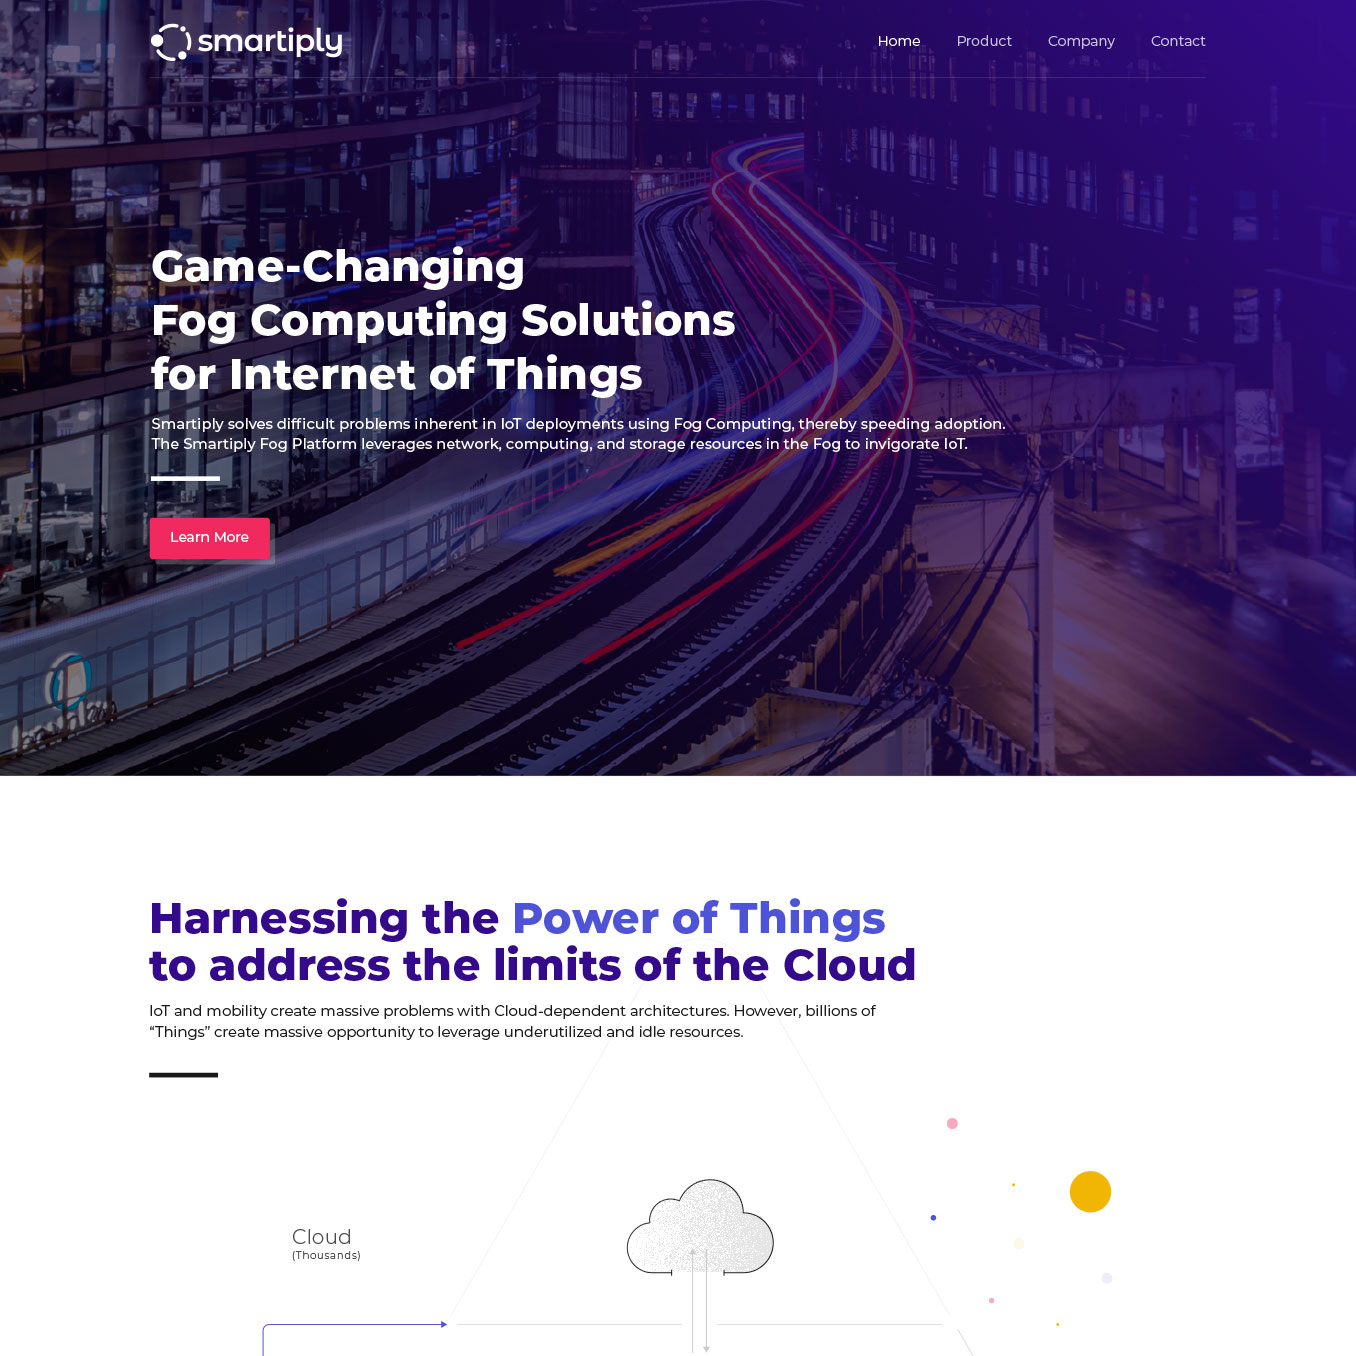 smartiply
Home Product Company Contact
Game-Changing
Fog Computing Solutions
for Internet of Things
Smartiply solves difficult problems inherent in IoT deployments using Fog Computing, thereby speeding adoption.
The Smartiply Fog Platform leverages network, computing, and storage resources in the Fog to invigorate IoT.
Learn More
Harnessing the Power of Things
to address the limits of the Cloud
IoT and mobility create massive problems with Cloud-dependent architectures. However, billions of
“Things” create massive opportunity to leverage underutilized and idle resources.
Cloud
(Thousands)